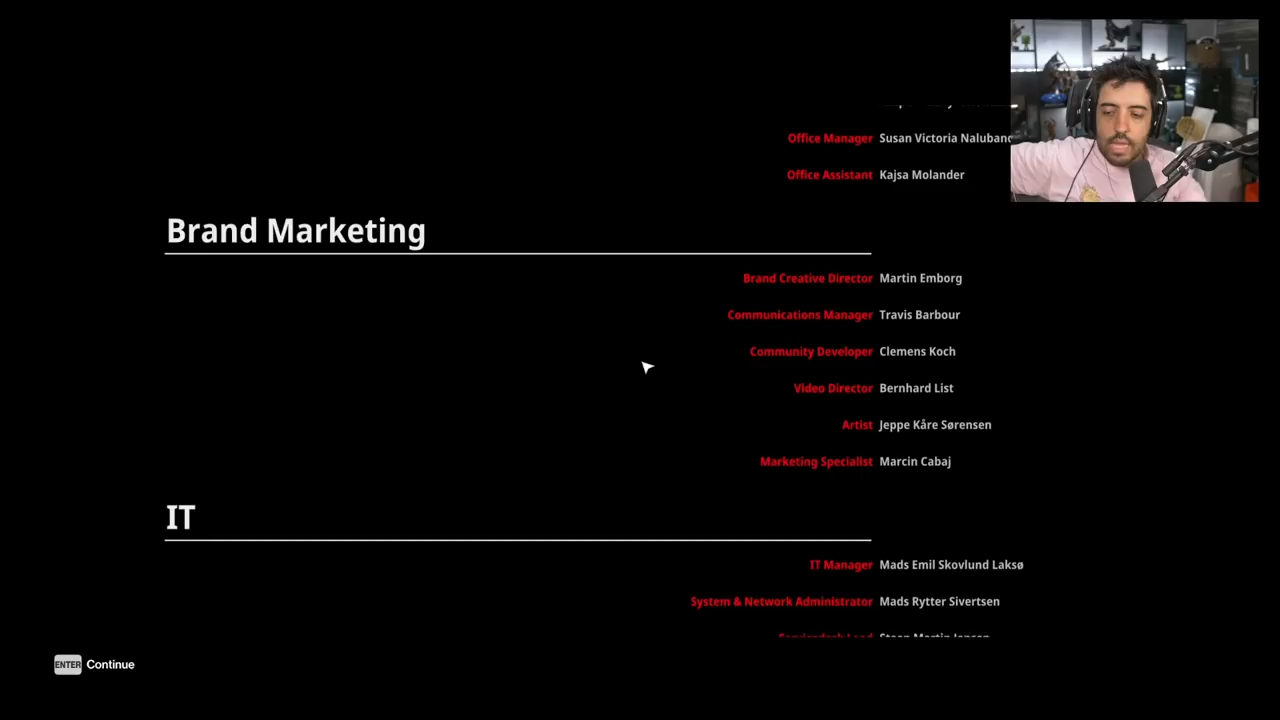 Office Manager Susan Victoria
Office Assistant Kajsa Molander
Brand Marketing
Brand Creative Director Martin Emborg
Communications Manager Travis Barbour
Community Developer Clemens Koch
Video Director Bernhard List
Artist Jeppe Kåre Sørensen
Marketing Specialist Marcin Cabaj
IT
IT Manager Mads Emil Skovlund Laksø
System & Network Administrator Mads Rytter Sivertsen
ENTER Continue